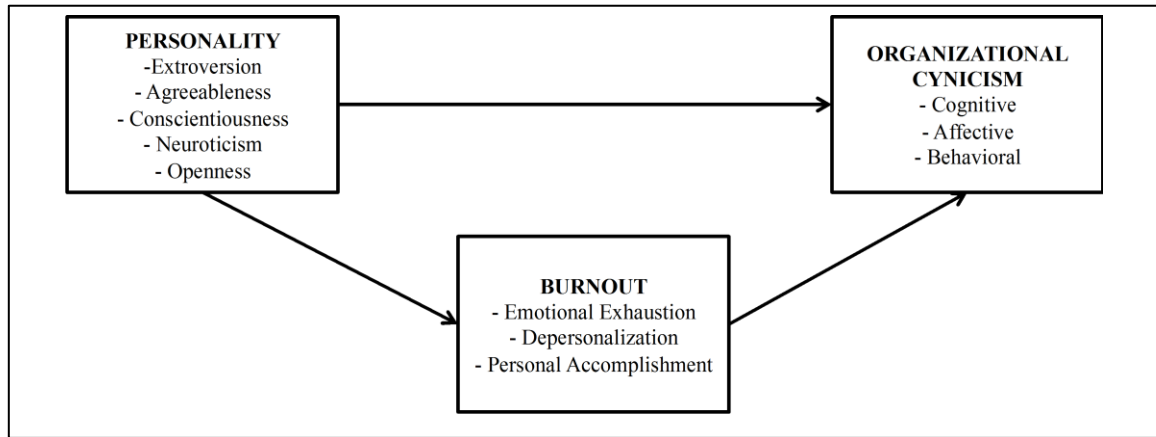 PERSONALITY
-Extroversion
- Agreeableness
- Conscientiousness
- Neuroticism
- Openness
ORGANIZATIONAL
CYNICISM
- Cognitive
- Affective
- Behavioral
BURNOUT
- Emotional Exhaustion
- Depersonalization
- Personal Accomplishment